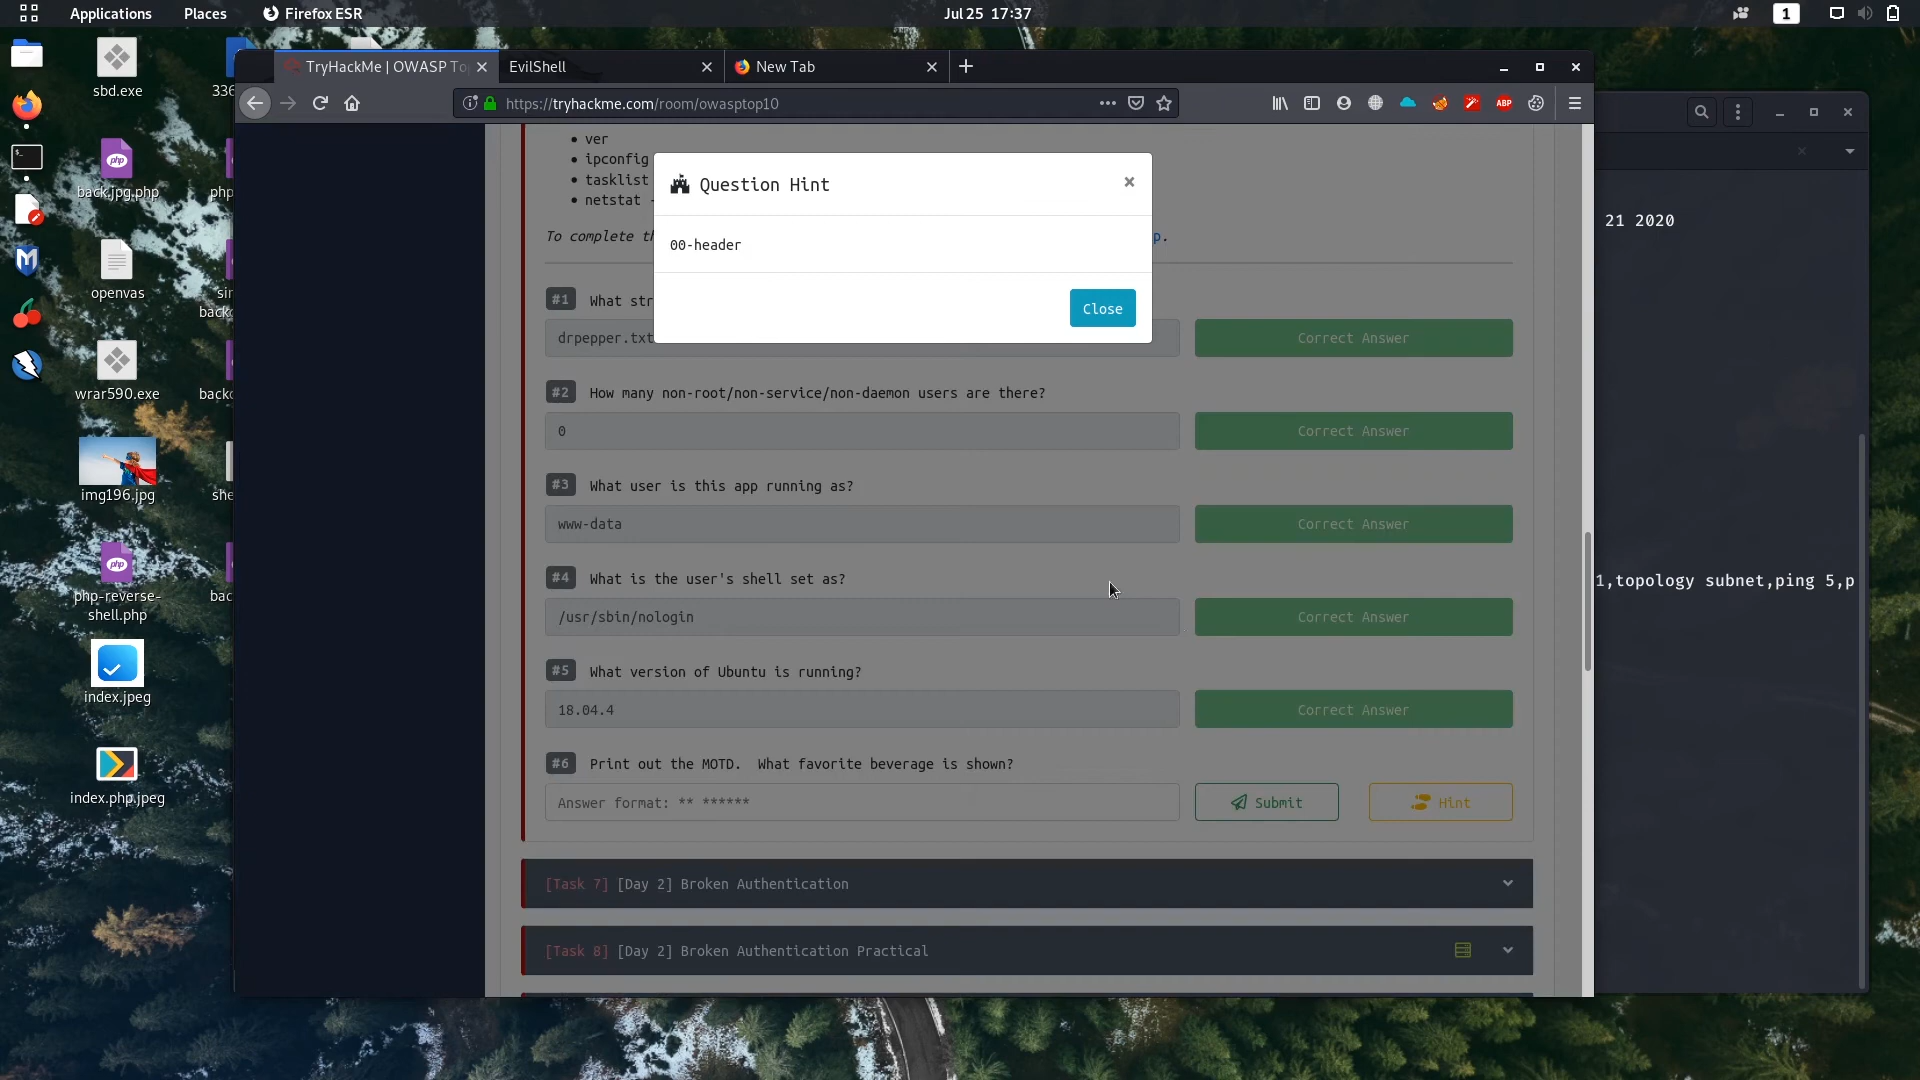 Applications Places Firefox ESR Jul 25 17:37 1
TryHackMe | OWASP To
EvilShell
New Tab
https://tryhackme.com/room/owasptop10
ABP
sbd.exe
336
back.jpg.php
php
openvas
sir
back
wrar590.exe
backo
img196.jpg
she
php-reverse-
shell.php
bac
index.jpeg
index.php.jpeg
21 2020
1,topology subnet,ping 5,p
• ver
• ipconfig
• tasklist
• netstat -
To complete th
p.
Question Hint
×
00-header
Close
#1 What str
drpepper.txt
Correct Answer
#2 How many non-root/non-service/non-daemon users are there?
0
Correct Answer
#3 What user is this app running as?
www-data
Correct Answer
#4 What is the user's shell set as?
/usr/sbin/nologin
Correct Answer
#5 What version of Ubuntu is running?
18.04.4
Correct Answer
#6 Print out the MOTD. What favorite beverage is shown?
Answer format: ** ******
Submit
Hint
[Task 7] [Day 2] Broken Authentication
[Task 8] [Day 2] Broken Authentication Practical